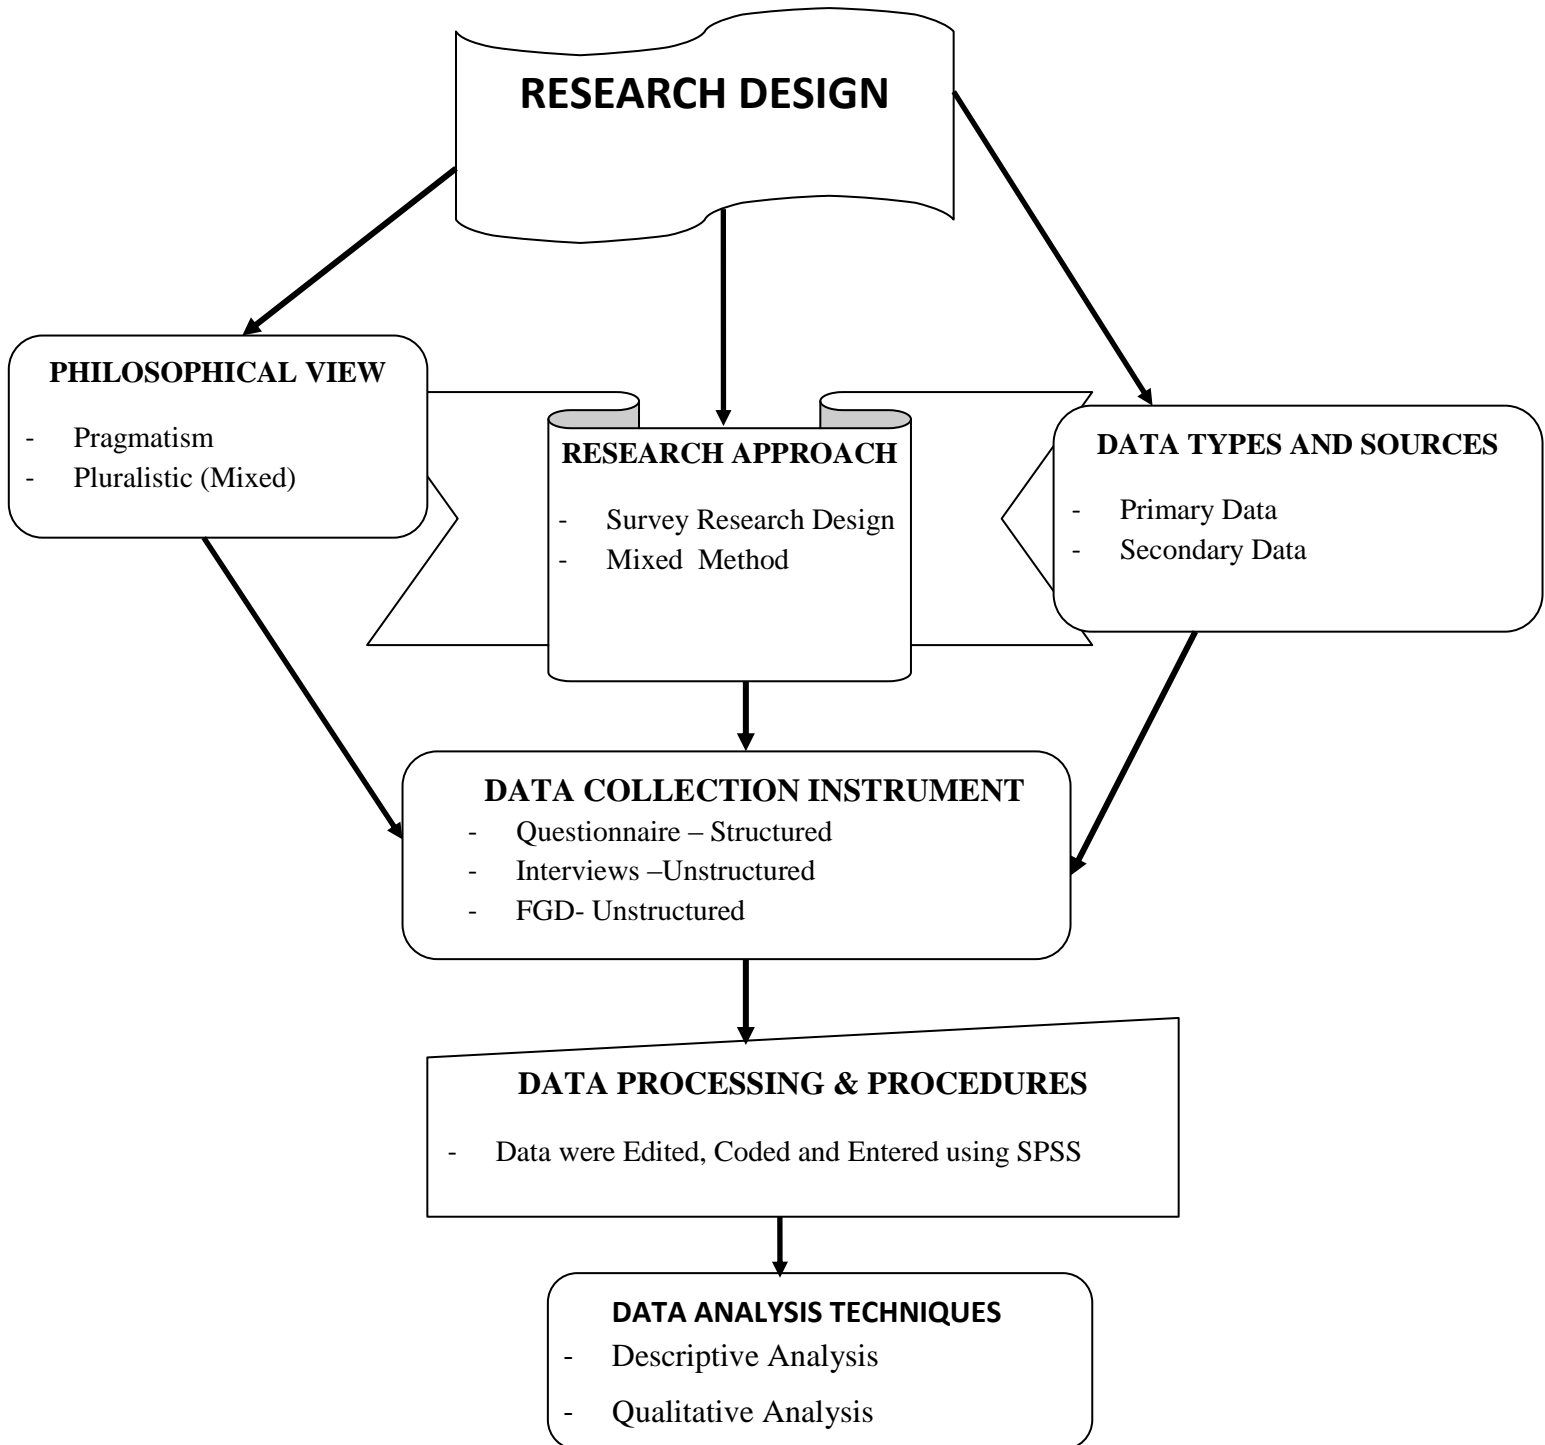 RESEARCH DESIGN
PHILOSOPHICAL VIEW
- Pragmatism
- Pluralistic (Mixed)
RESEARCH APPROACH
- Survey Research Design
- Mixed Method
DATA TYPES AND SOURCES
- Primary Data
- Secondary Data
DATA COLLECTION INSTRUMENT
- Questionnaire – Structured
- Interviews –Unstructured
- FGD- Unstructured
DATA PROCESSING & PROCEDURES
- Data were Edited, Coded and Entered using SPSS
DATA ANALYSIS TECHNIQUES
- Descriptive Analysis
- Qualitative Analysis